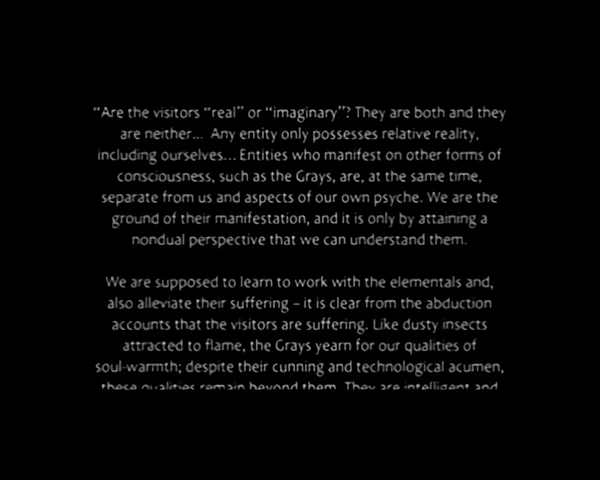 “Are the visitors “real” or “imaginary”? They are both and they
are neither... Any entity only possesses relative reality,
including ourselves... Entities who manifest on other forms of
consciousness, such as the Grays, are, at the same time,
separate from us and aspects of our own psyche. We are the
ground of their manifestation, and it is only by attaining a
nondual perspective that we can understand them.
We are supposed to learn to work with the elementals and,
also alleviate their suffering – it is clear from the abduction
accounts that the visitors are suffering. Like dusty insects
attracted to flame, the Grays yearn for our qualities of
soul-warmth; despite their cunning and technological acumen,
these qualities remain beyond them. They are intelligent and